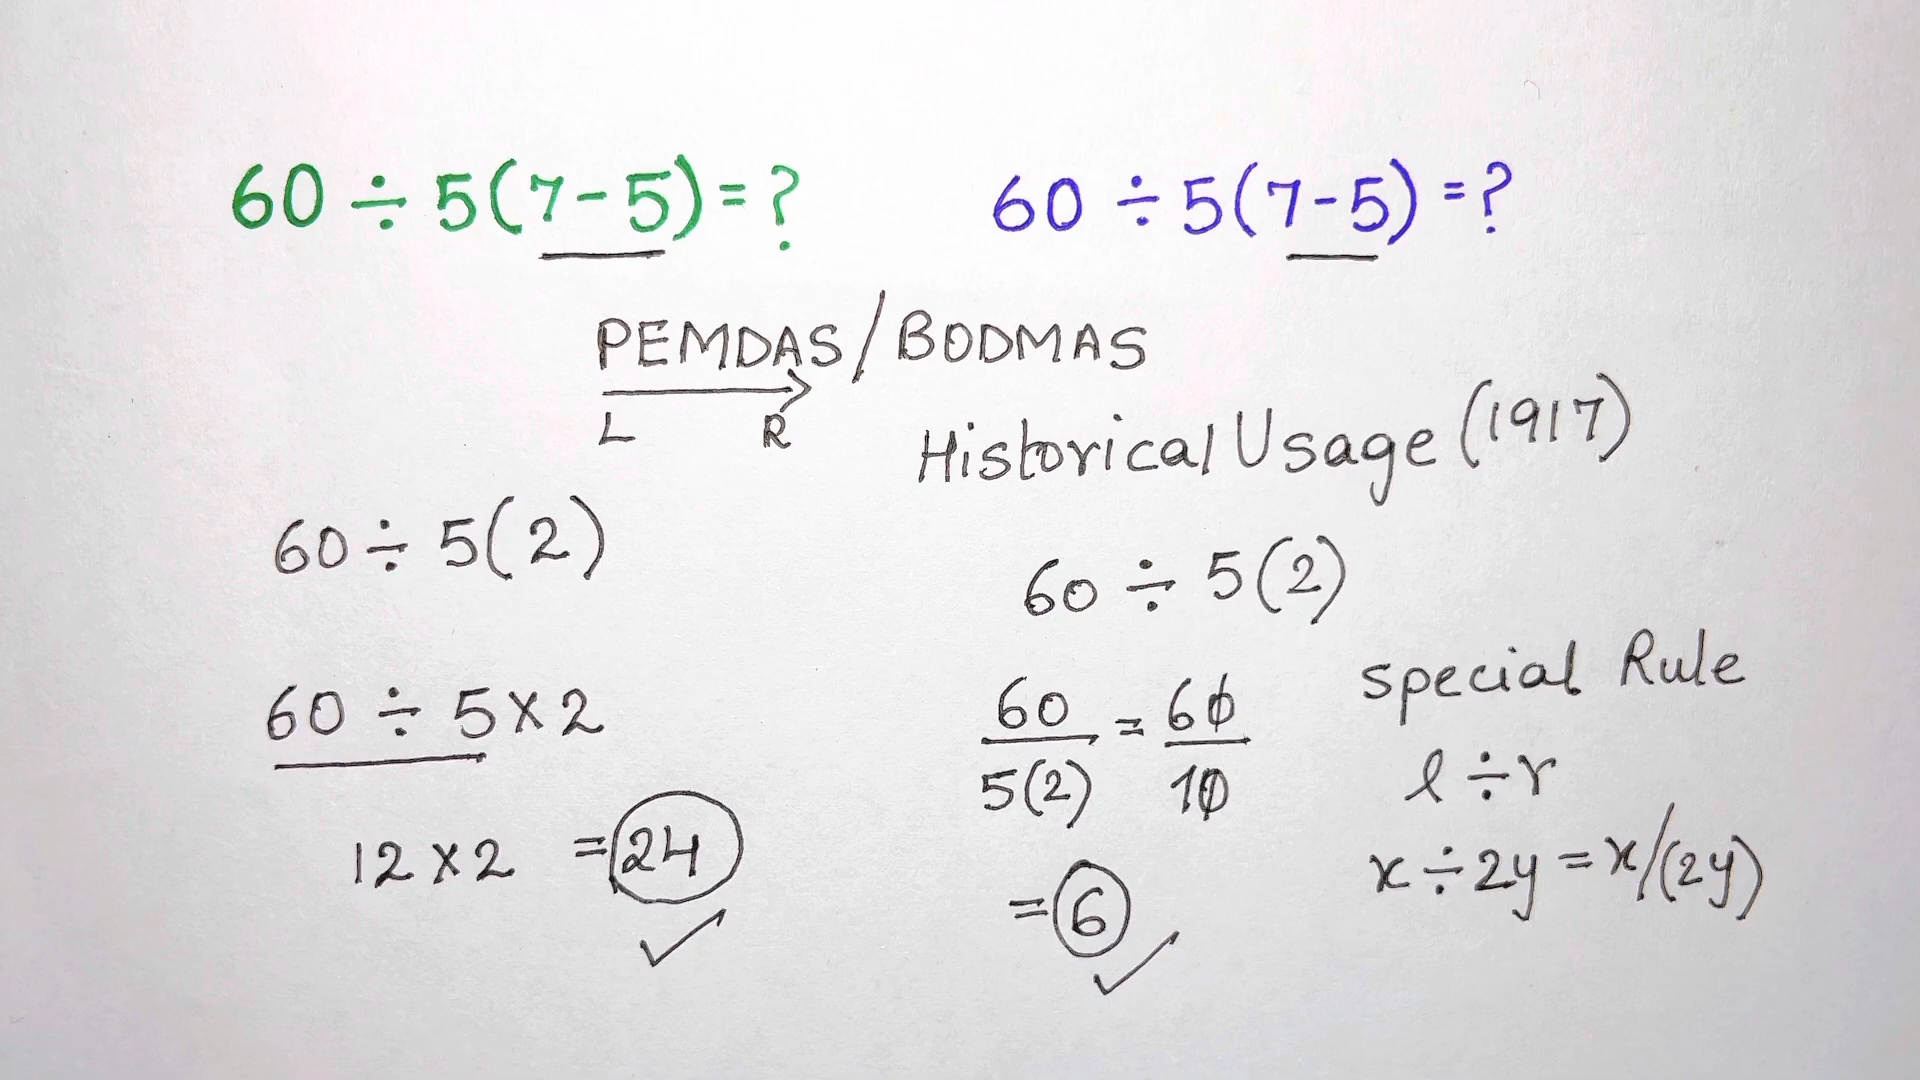 60 ÷ 5(7-5) = ?
60 ÷ 5(7-5) = ?
PEMDAS/BODMAS
L R
Historical Usage (1917)
60 ÷ 5(2)
60 ÷ 5×2
12 × 2 = 24
60 ÷ 5(2)
60/5(2) = 60/10
= 6
special Rule
l ÷ r
x ÷ 2y = x/(2y)